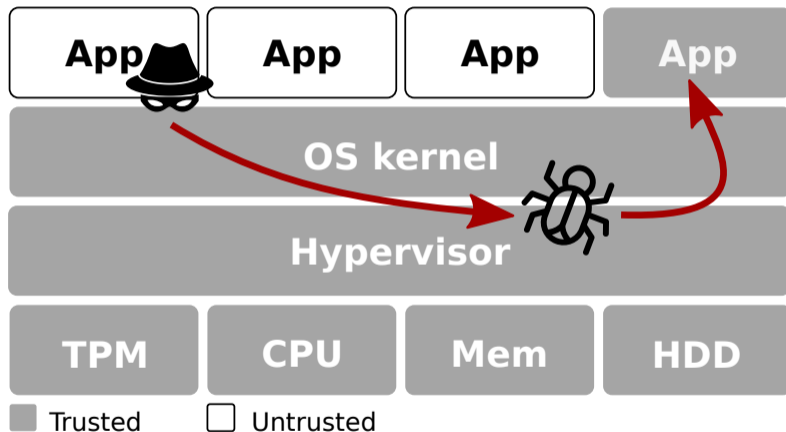 App App App App
OS kernel
Hypervisor
TPM CPU Mem HDD
Trusted Untrusted